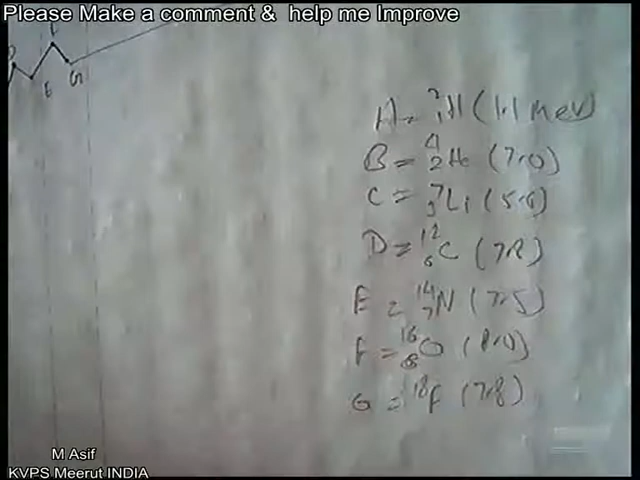 Please Make a comment & help me Improve
E
G
A = ²₁H (1.1 MeV)
B = ⁴₂He (7.0)
C = ⁷₃Li (5.6)
D = ¹²₆C (7.8)
E = ¹⁴₇N (7.5)
F = ¹⁶₈O (8.0)
G = ¹⁸F (7.8)
M Asif
KVPS Meerut INDIA